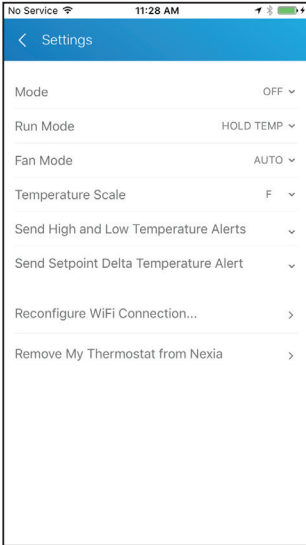 No Service 11:28 AM
Settings
Mode OFF
Run Mode HOLD TEMP
Fan Mode AUTO
Temperature Scale F
Send High and Low Temperature Alerts
Send Setpoint Delta Temperature Alert
Reconfigure WiFi Connection...
Remove My Thermostat from Nexia